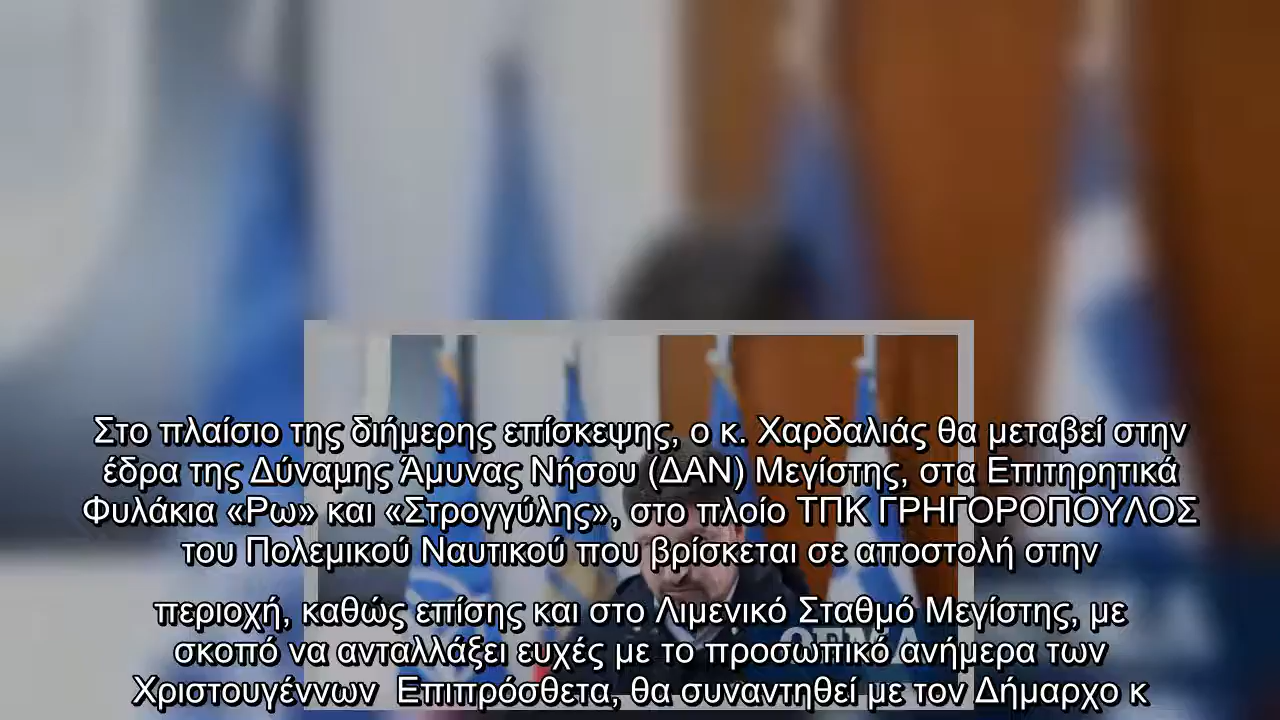 Στο πλαίσιο της διήμερης επίσκεψης, ο κ. Χαρδαλιάς θα μεταβεί στην
έδρα της Δύναμης Άμυνας Νήσου (ΔΑΝ) Μεγίστης, στα Επιτηρητικά
Φυλάκια «Ρω» και «Στρογγύλης», στο πλοίο ΤΠΚ ΓΡΗΓΟΡΟΠΟΥΛΟΣ
του Πολεμικού Ναυτικού που βρίσκεται σε αποστολή στην
περιοχή, καθώς επίσης και στο Λιμενικό Σταθμό Μεγίστης, με
σκοπό να ανταλλάξει ευχές με το προσωπικό ανήμερα των
Χριστουγέννων Επιπρόσθετα, θα συναντηθεί με τον Δήμαρχο κ